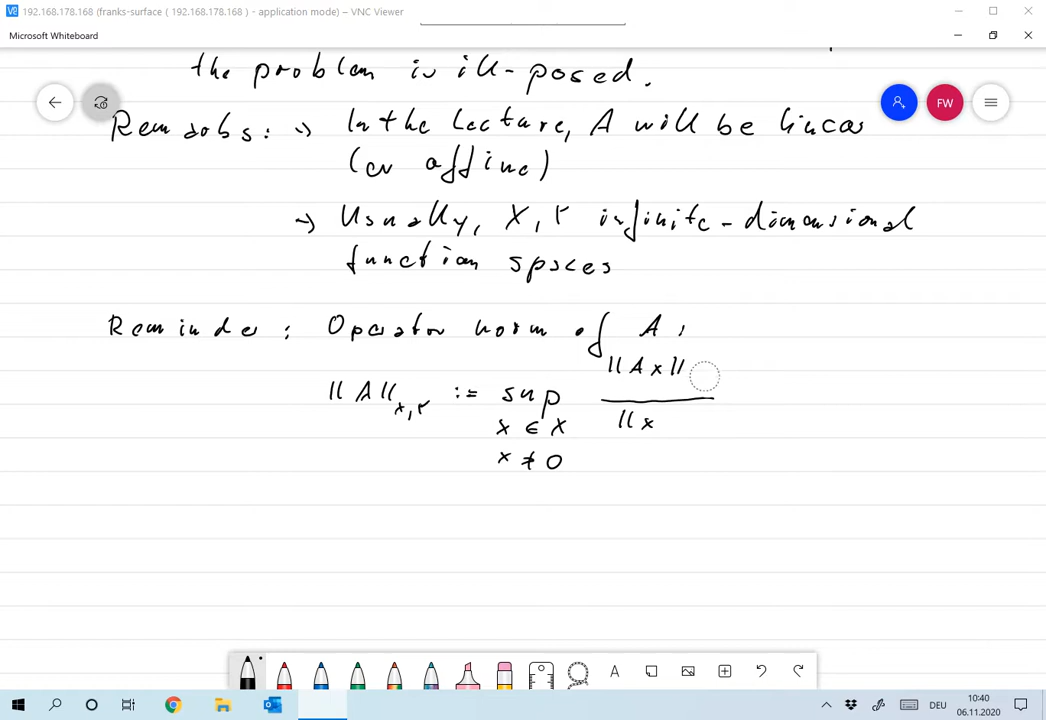 192.168.178.168 (franks-surface ( 192.168.178.168 ) - application mode) – VNC Viewer
Microsoft Whiteboard
the problem is ill-posed.
FW
Remarks: → In the lecture, A will be linear
(or affine)
→ Usually, X, Y infinite-dimensional
function spaces
Reminder: Operator norm of A:
||Ax||
||A||_{X,Y} := sup
||x
x ∈ X
x ≠ 0
A
DEU
10:40
06.11.2020